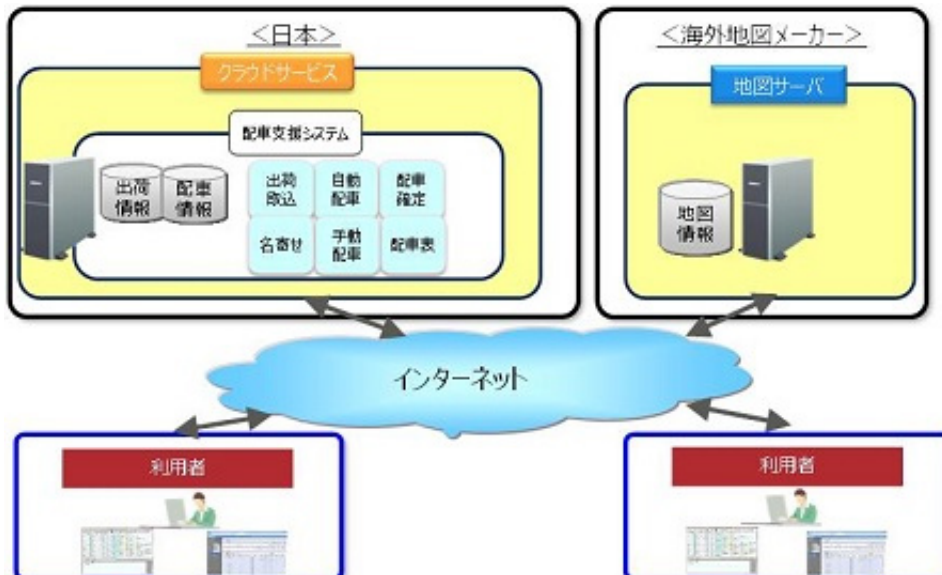 <日本>
クラウドサービス
配車支援システム
出荷
情報
配車
情報
出荷
取込
自動
配車
配車
確定
名寄せ
手動
配車
配車表
<海外地図メーカー>
地図サーバ
地図
情報
インターネット
利用者
利用者